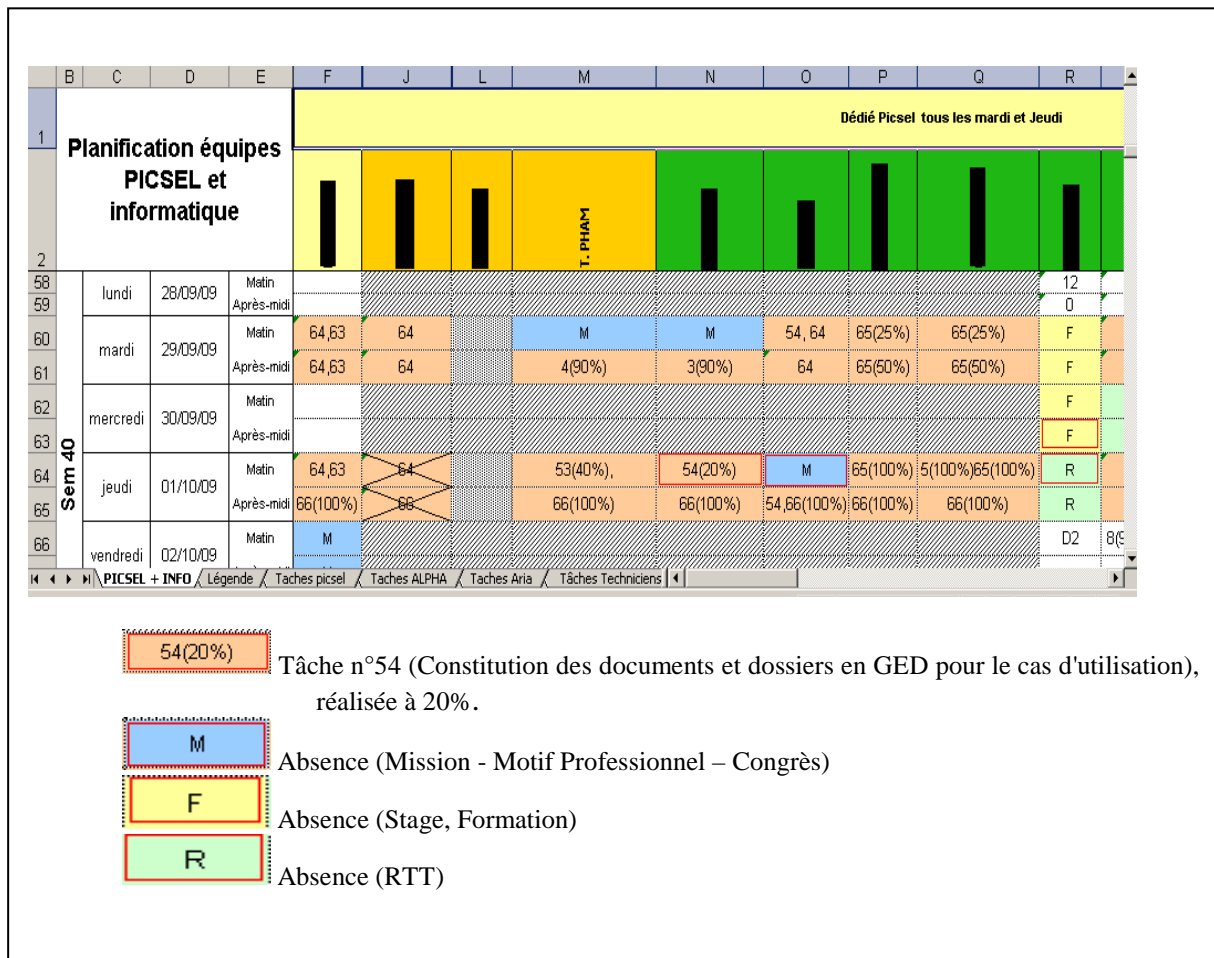 B C D E F J L M N O P Q R
1 Dédié Picsel tous les mardi et Jeudi
Planification équipes
PICSEL et
informatique
2 T. PHAM
58 lundi 28/09/09 Matin 12
59 Après-midi 0
60 mardi 29/09/09 Matin 64,63 64 M M 54, 64 65(25%) 65(25%) F
61 Après-midi 64,63 64 4(90%) 3(90%) 64 65(50%) 65(50%) F
62 mercredi 30/09/09 Matin F
63 Après-midi F
Sem 40
64 jeudi 01/10/09 Matin 64,63 64 53(40%), 54(20%) M 65(100%) 5(100%)65(100%) R
65 Après-midi 66(100%) 66 66(100%) 66(100%) 54,66(100%) 66(100%) 66(100%) R
66 vendredi 02/10/09 Matin M D2
PICSEL + INFO / Légende / Taches picsel / Taches ALPHA / Taches Aria / Tâches Techniciens
54(20%) Tâche n°54 (Constitution des documents et dossiers en GED pour le cas d'utilisation),
réalisée à 20%.
M Absence (Mission - Motif Professionnel – Congrès)
F Absence (Stage, Formation)
R Absence (RTT)